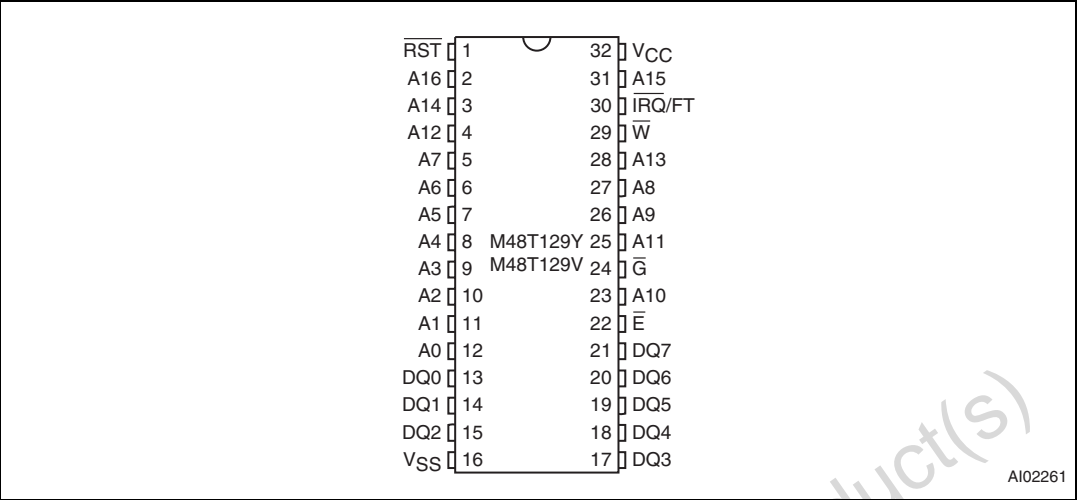 R̅S̅T̅ 1 32 VCC
A16 2 31 A15
A14 3 30 I̅R̅Q̅/FT
A12 4 29 W̅
A7 5 28 A13
A6 6 27 A8
A5 7 26 A9
A4 8 M48T129Y 25 A11
A3 9 M48T129V 24 G̅
A2 10 23 A10
A1 11 22 E̅
A0 12 21 DQ7
DQ0 13 20 DQ6
DQ1 14 19 DQ5
DQ2 15 18 DQ4
VSS 16 17 DQ3
AI02261
uct(s)